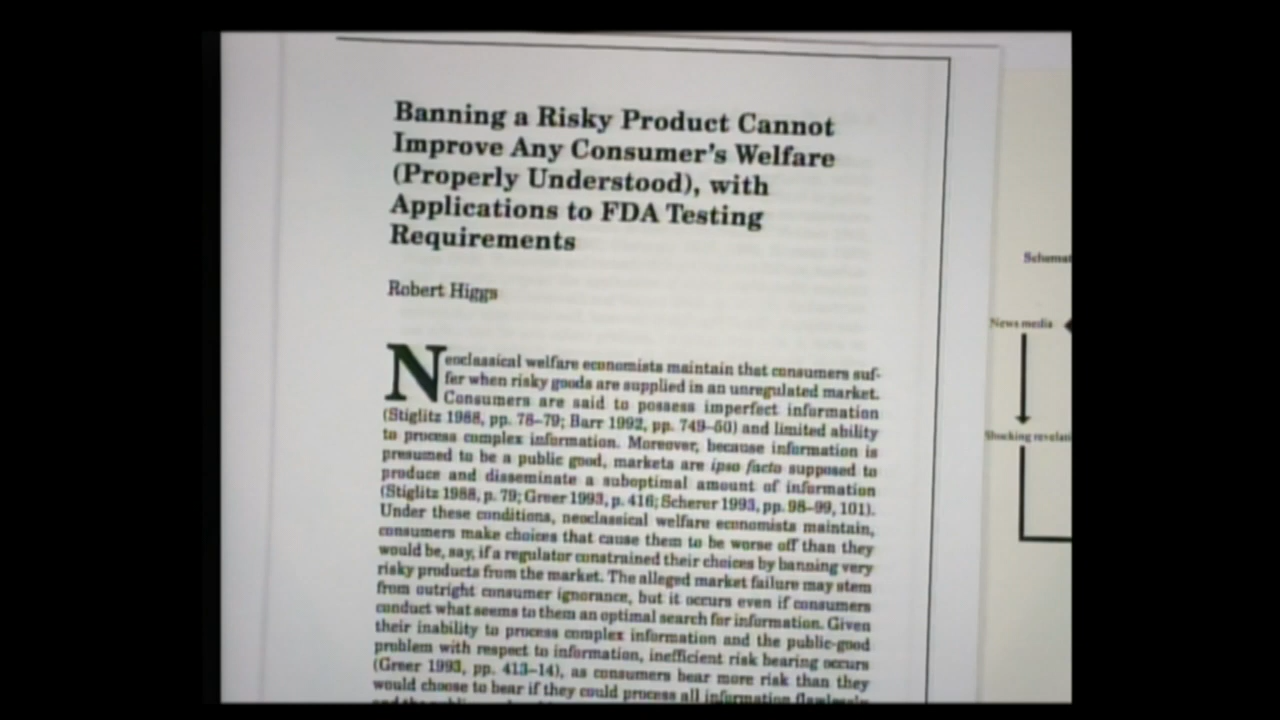 Banning a Risky Product Cannot
Improve Any Consumer's Welfare
(Properly Understood), with
Applications to FDA Testing
Requirements
Robert Higgs
Neoclassical welfare economists maintain that consumers suf-
fer when risky goods are supplied in an unregulated market.
Consumers are said to possess imperfect information
(Stiglitz 1988, pp. 78–79; Barr 1992, pp. 749–50) and limited ability
to process complex information. Moreover, because information is
presumed to be a public good, markets are ipso facto supposed to
produce and disseminate a suboptimal amount of information
(Stiglitz 1988, p. 79; Greer 1993, p. 416; Scherer 1993, pp. 98–99, 101).
Under these conditions, neoclassical welfare economists maintain,
consumers make choices that cause them to be worse off than they
would be, say, if a regulator constrained their choices by banning very
risky products from the market. The alleged market failure may stem
from outright consumer ignorance, but it occurs even if consumers
conduct what seems to them an optimal search for information. Given
their inability to process complex information and the public-good
problem with respect to information, inefficient risk bearing occurs
(Greer 1993, pp. 413–14), as consumers bear more risk than they
would choose to bear if they could process all information flawlessly
News media